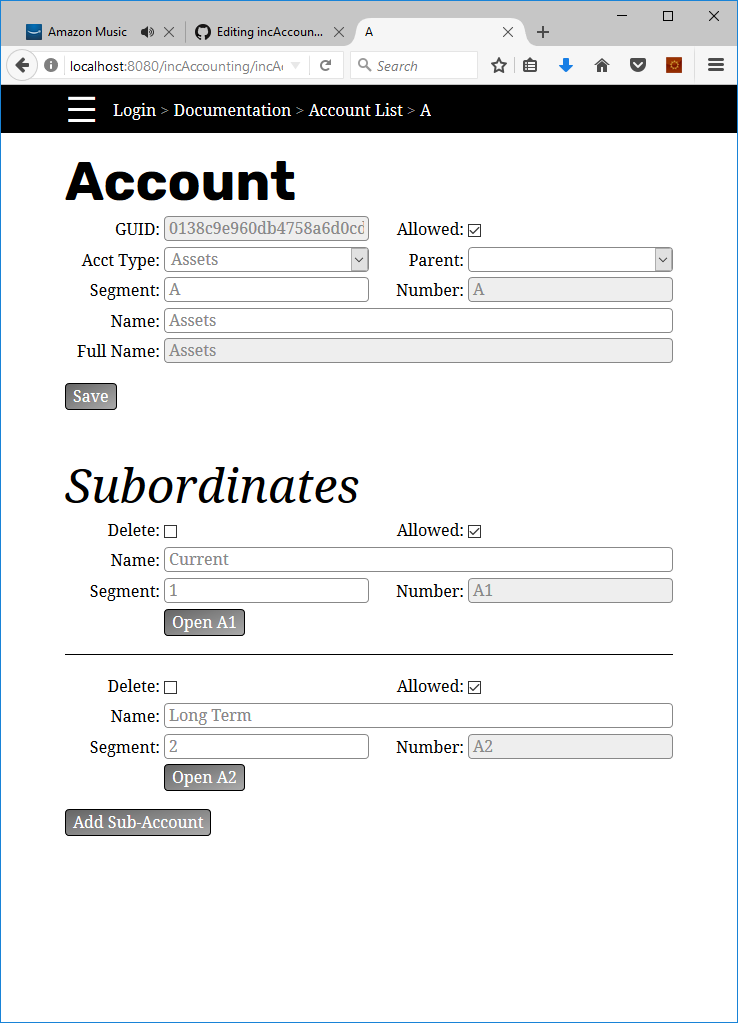 Amazon Music
Editing incAccoun...
A
localhost:8080/incAccounting/incA
Search
Login > Documentation > Account List > A
Account
GUID: 0138c9e960db4758a6d0cd
Allowed:
Acct Type: Assets
Parent:
Segment: A
Number: A
Name: Assets
Full Name: Assets
Save
Subordinates
Delete:
Allowed:
Name: Current
Segment: 1
Number: A1
Open A1
Delete:
Allowed:
Name: Long Term
Segment: 2
Number: A2
Open A2
Add Sub-Account